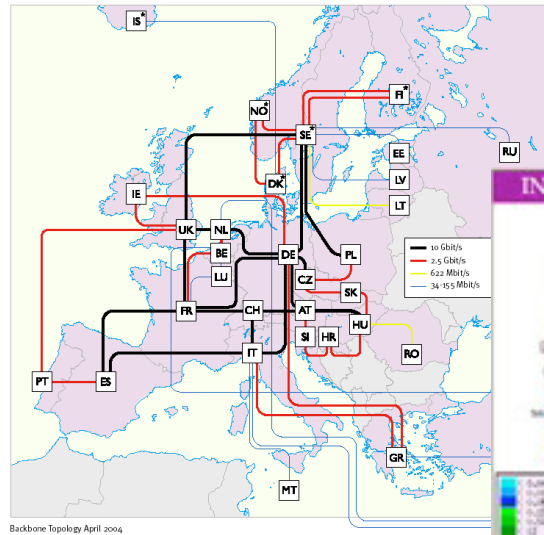 IS*
FI*
NO*
SE*
RU
EE
DK*
LV
LT
IE
UK
NL
BE
DE
PL
LU
CZ
SK
FR
CH
AT
HU
SI
HR
IT
RO
PT
ES
GR
MT
10 Gbit/s
2.5 Gbit/s
622 Mbit/s
34-155 Mbit/s
IN
Backbone Topology April 2004